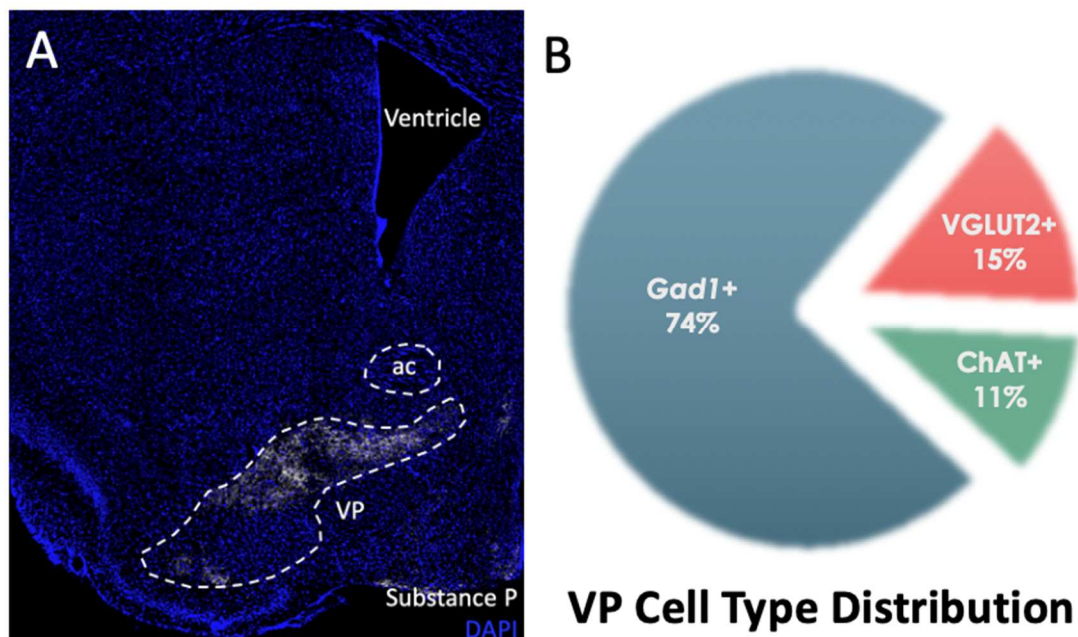 A
Ventricle
ac
VP
Substance P
DAPI
B
Gad1+
74%
VGLUT2+
15%
ChAT+
11%
VP Cell Type Distribution